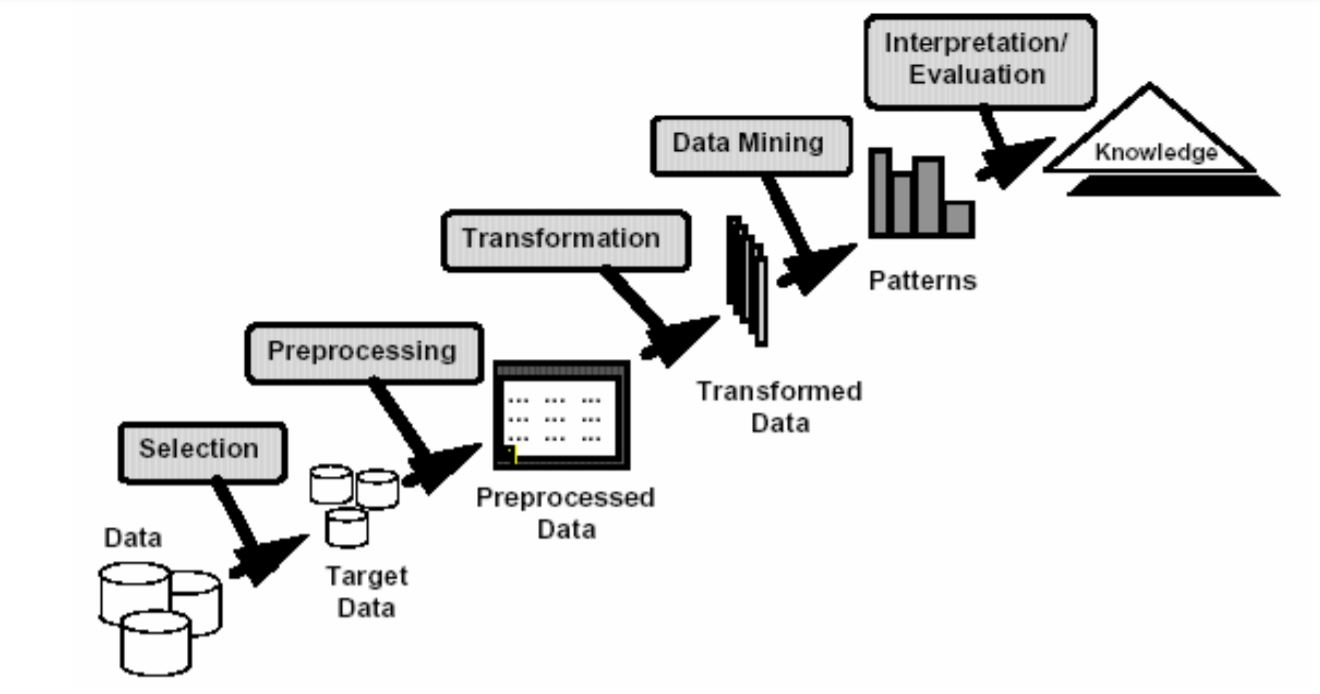 Interpretation/
Evaluation
Data Mining
Knowledge
Transformation
Patterns
Preprocessing
Transformed
Data
Selection
Preprocessed
Data
Data
Target
Data